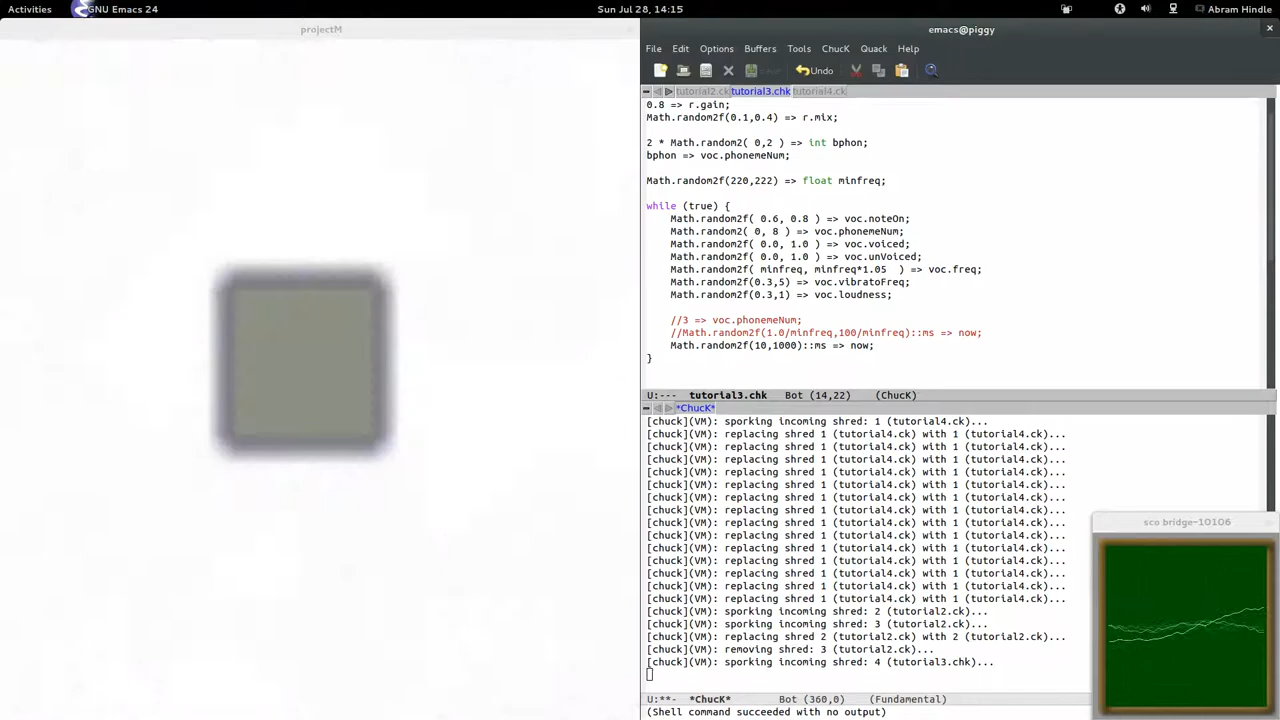 Activities GNU Emacs 24 Sun Jul 28, 14:15 Abram Hindle
projectM
emacs@piggy
File Edit Options Buffers Tools ChucK Quack Help
Undo
tutorial2.ck tutorial3.chk tutorial4.ck
0.8 => r.gain;
Math.random2f(0.1,0.4) => r.mix;
2 * Math.random2( 0,2 ) => int bphon;
bphon => voc.phonemeNum;
Math.random2f(220,222) => float minfreq;
while (true) {
Math.random2f( 0.6, 0.8 ) => voc.noteOn;
Math.random2( 0, 8 ) => voc.phonemeNum;
Math.random2f( 0.0, 1.0 ) => voc.voiced;
Math.random2f( 0.0, 1.0 ) => voc.unVoiced;
Math.random2f( minfreq, minfreq*1.05  ) => voc.freq;
Math.random2f(0.3,5) => voc.vibratoFreq;
Math.random2f(0.3,1) => voc.loudness;
//3 => voc.phonemeNum;
//Math.random2f(1.0/minfreq,100/minfreq)::ms => now;
Math.random2f(10,1000)::ms => now;
}
U:--- tutorial3.chk Bot (14,22) (ChucK)
*ChucK*
[chuck](VM): sporking incoming shred: 1 (tutorial4.ck)...
[chuck](VM): replacing shred 1 (tutorial4.ck) with 1 (tutorial4.ck)...
[chuck](VM): replacing shred 1 (tutorial4.ck) with 1 (tutorial4.ck)...
[chuck](VM): replacing shred 1 (tutorial4.ck) with 1 (tutorial4.ck)...
[chuck](VM): replacing shred 1 (tutorial4.ck) with 1 (tutorial4.ck)...
[chuck](VM): replacing shred 1 (tutorial4.ck) with 1 (tutorial4.ck)...
[chuck](VM): replacing shred 1 (tutorial4.ck) with 1 (tutorial4.ck)...
[chuck](VM): replacing shred 1 (tutorial4.ck) with 1 (tutorial4.ck)...
[chuck](VM): replacing shred 1 (tutorial4.ck) with 1 (tutorial4.ck)...
[chuck](VM): replacing shred 1 (tutorial4.ck) with 1 (tutorial4.ck)...
[chuck](VM): replacing shred 1 (tutorial4.ck) with 1 (tutorial4.ck)...
[chuck](VM): replacing shred 1 (tutorial4.ck) with 1 (tutorial4.ck)...
[chuck](VM): replacing shred 1 (tutorial4.ck) with 1 (tutorial4.ck)...
[chuck](VM): replacing shred 1 (tutorial4.ck) with 1 (tutorial4.ck)...
[chuck](VM): replacing shred 1 (tutorial4.ck) with 1 (tutorial4.ck)...
[chuck](VM): sporking incoming shred: 2 (tutorial2.ck)...
[chuck](VM): sporking incoming shred: 3 (tutorial2.ck)...
[chuck](VM): replacing shred 2 (tutorial2.ck) with 2 (tutorial2.ck)...
[chuck](VM): removing shred: 3 (tutorial2.ck)...
[chuck](VM): sporking incoming shred: 4 (tutorial3.chk)...
sco bridge-10106
U:**- *ChucK* Bot (360,0) (Fundamental)
(Shell command succeeded with no output)